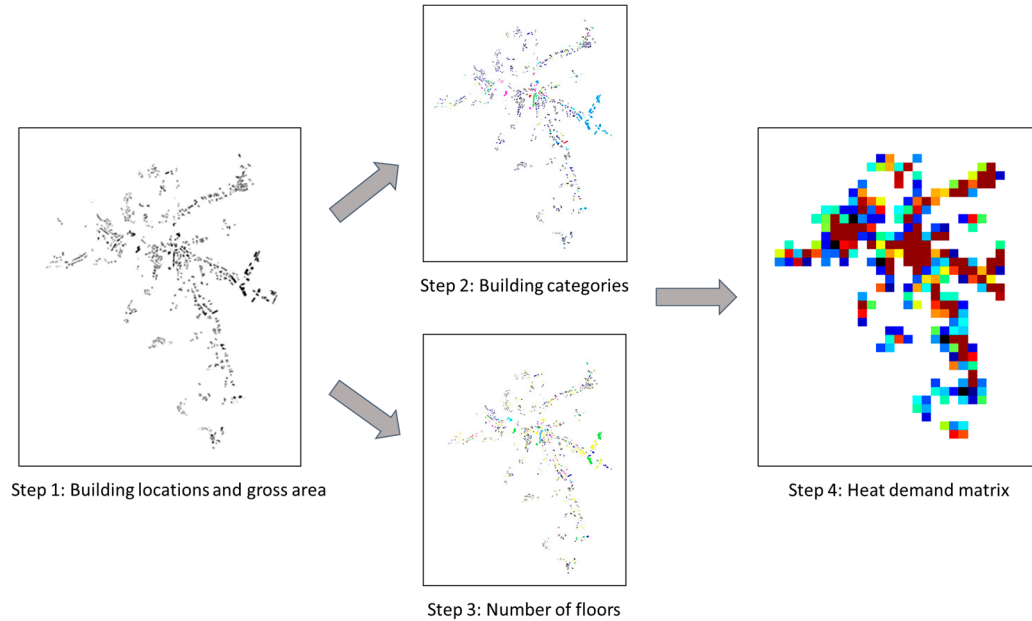 Step 1: Building locations and gross area
Step 2: Building categories
Step 3: Number of floors
Step 4: Heat demand matrix